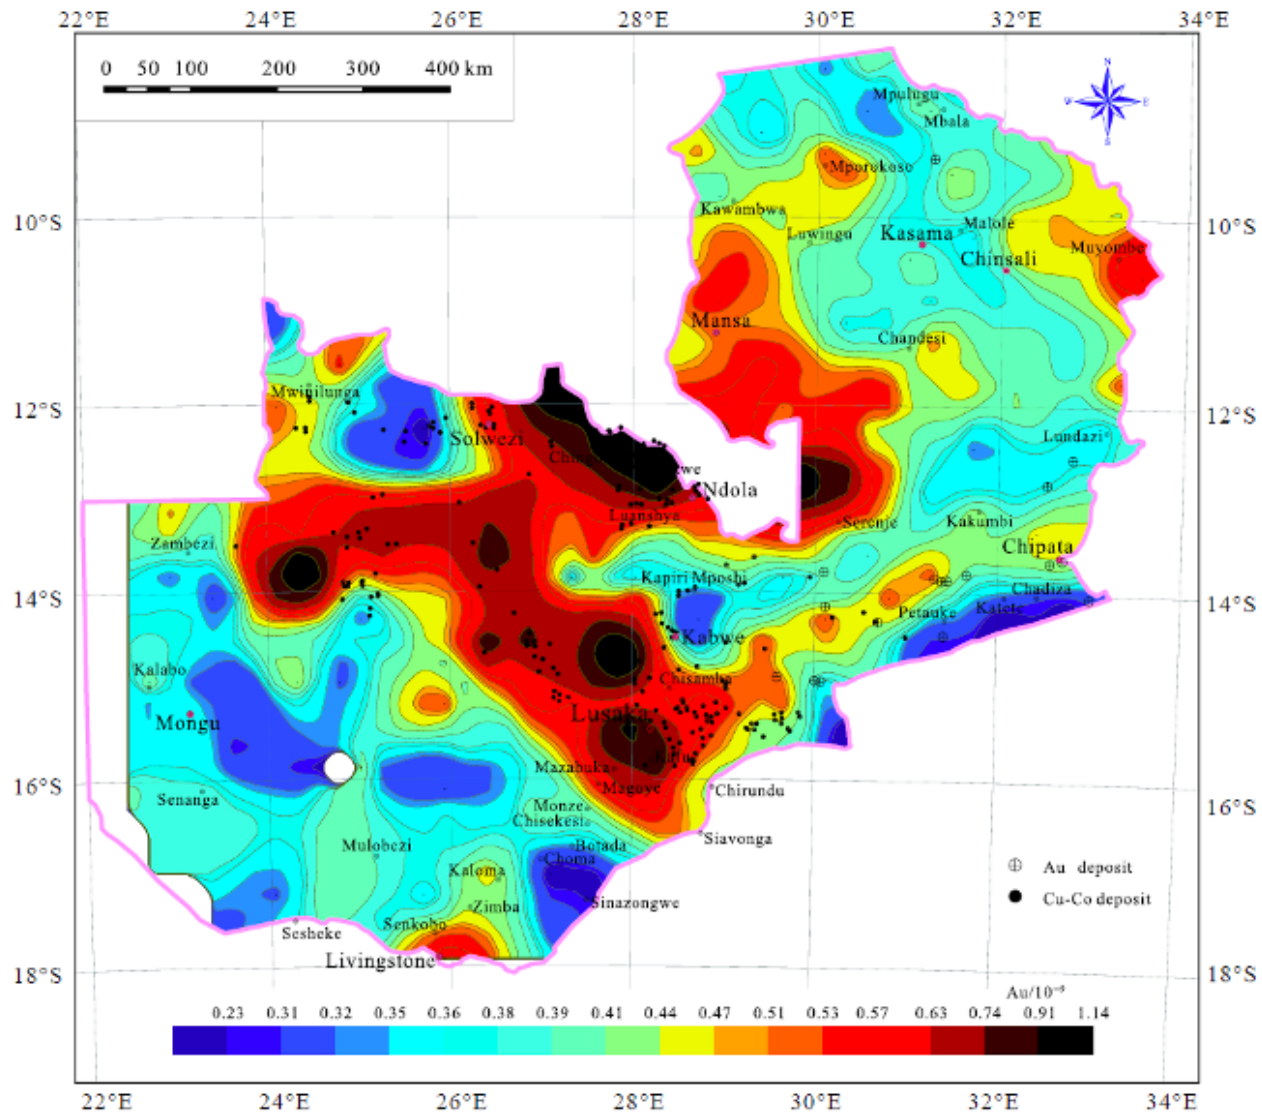 22°E 24°E 26°E 28°E 30°E 32°E 34°E
0 50 100 200 300 400 km
N
W E
S
Mpulugu
Mbala
Mporokoso
Kawambwa
10°S 10°S
Luwingu
Kasama
Malole
Chinsali
Muyombe
Mansa
Chandesi
Mwinilunga
12°S 12°S
Solwezi
Lundazi
we
Ndola
Luanshya
Serenje
Kakumbi
Zambezi
Chipata
Kapiri Mposhi
Chadiza
14°S 14°S
Petauke
Katete
Kabwe
Kalabo
Chisamba
Mongu
Lusaka
Kafu
Mazabuka
16°S 16°S
Magoye
Chirundu
Senanga
Monze
Chisekesi
Siavonga
Mulobezi
Batada
Choma
Kaloma
Au deposit
Zimba
Sinazongwe
Cu-Co deposit
Senkobo
Sesheke
Livingstone
18°S 18°S
Au/10⁻⁹
0.23 0.31 0.32 0.35 0.36 0.38 0.39 0.41 0.44 0.47 0.51 0.53 0.57 0.63 0.74 0.91 1.14
22°E 24°E 26°E 28°E 30°E 32°E 34°E